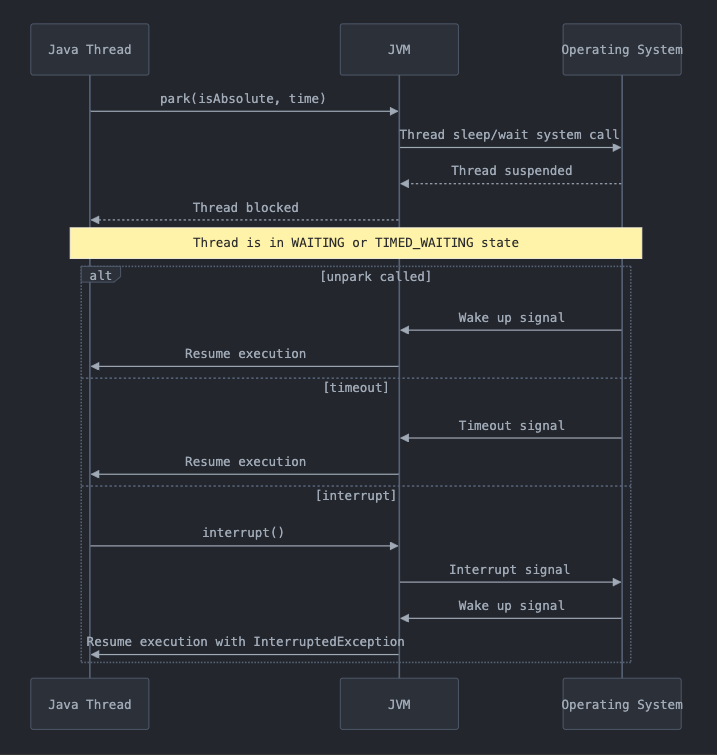 Java Thread
JVM
Operating System
park(isAbsolute, time)
Thread sleep/wait system call
Thread suspended
Thread blocked
Thread is in WAITING or TIMED_WAITING state
alt
[unpark called]
Wake up signal
Resume execution
[timeout]
Timeout signal
Resume execution
[interrupt]
interrupt()
Interrupt signal
Wake up signal
Resume execution with InterruptedException
Java Thread
JVM
Operating System